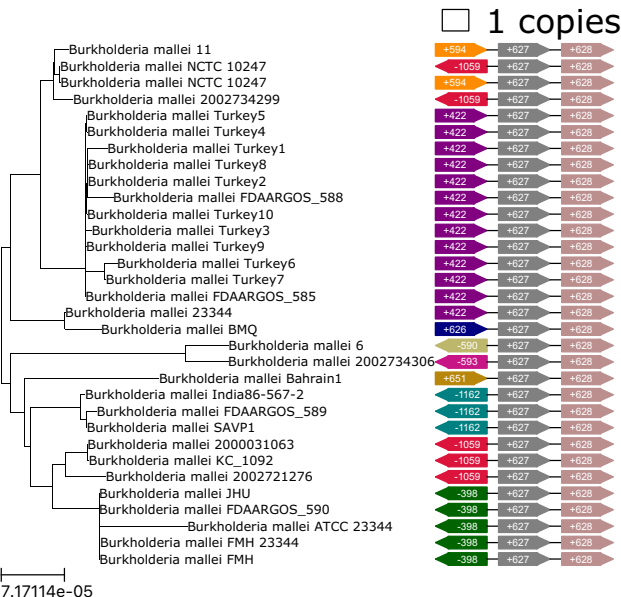 1 copies
Burkholderia mallei 11 +594 +627 +628
Burkholderia mallei NCTC 10247 -1059 +627 +628
Burkholderia mallei NCTC 10247 +594 +627 +628
Burkholderia mallei 2002734299 -1059 +627 +628
Burkholderia mallei Turkey5 +422 +627 +628
Burkholderia mallei Turkey4 +422 +627 +628
Burkholderia mallei Turkey1 +422 +627 +628
Burkholderia mallei Turkey8 +422 +627 +628
Burkholderia mallei Turkey2 +422 +627 +628
Burkholderia mallei FDAARGOS_588 +422 +627 +628
Burkholderia mallei Turkey10 +422 +627 +628
Burkholderia mallei Turkey3 +422 +627 +628
Burkholderia mallei Turkey9 +422 +627 +628
Burkholderia mallei Turkey6 +422 +627 +628
Burkholderia mallei Turkey7 +422 +627 +628
Burkholderia mallei FDAARGOS_585 +422 +627 +628
Burkholderia mallei 23344 +422 +627 +628
Burkholderia mallei BMQ +626 +627 +628
Burkholderia mallei 6 -590 +627 +628
Burkholderia mallei 2002734306 -593 +627 +628
Burkholderia mallei Bahrain1 +651 +627 +628
Burkholderia mallei India86-567-2 -1162 +627 +628
Burkholderia mallei FDAARGOS_589 -1162 +627 +628
Burkholderia mallei SAVP1 -1162 +627 +628
Burkholderia mallei 2000031063 -1059 +627 +628
Burkholderia mallei KC_1092 -1059 +627 +628
Burkholderia mallei 2002721276 -1059 +627 +628
Burkholderia mallei JHU -398 +627 +628
Burkholderia mallei FDAARGOS_590 -398 +627 +628
Burkholderia mallei ATCC 23344 -398 +627 +628
Burkholderia mallei FMH 23344 -398 +627 +628
Burkholderia mallei FMH -398 +627 +628
7.17114e-05